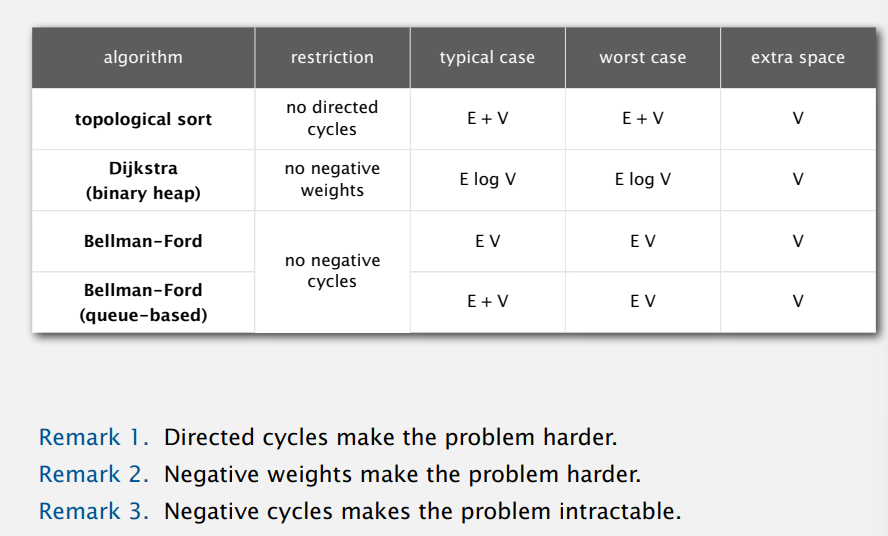 algorithm restriction typical case worst case extra space
topological sort no directed cycles E + V E + V V
Dijkstra (binary heap) no negative weights E log V E log V V
Bellman–Ford no negative cycles E V E V V
Bellman–Ford (queue-based) E + V E V V
Remark 1. Directed cycles make the problem harder.
Remark 2. Negative weights make the problem harder.
Remark 3. Negative cycles makes the problem intractable.